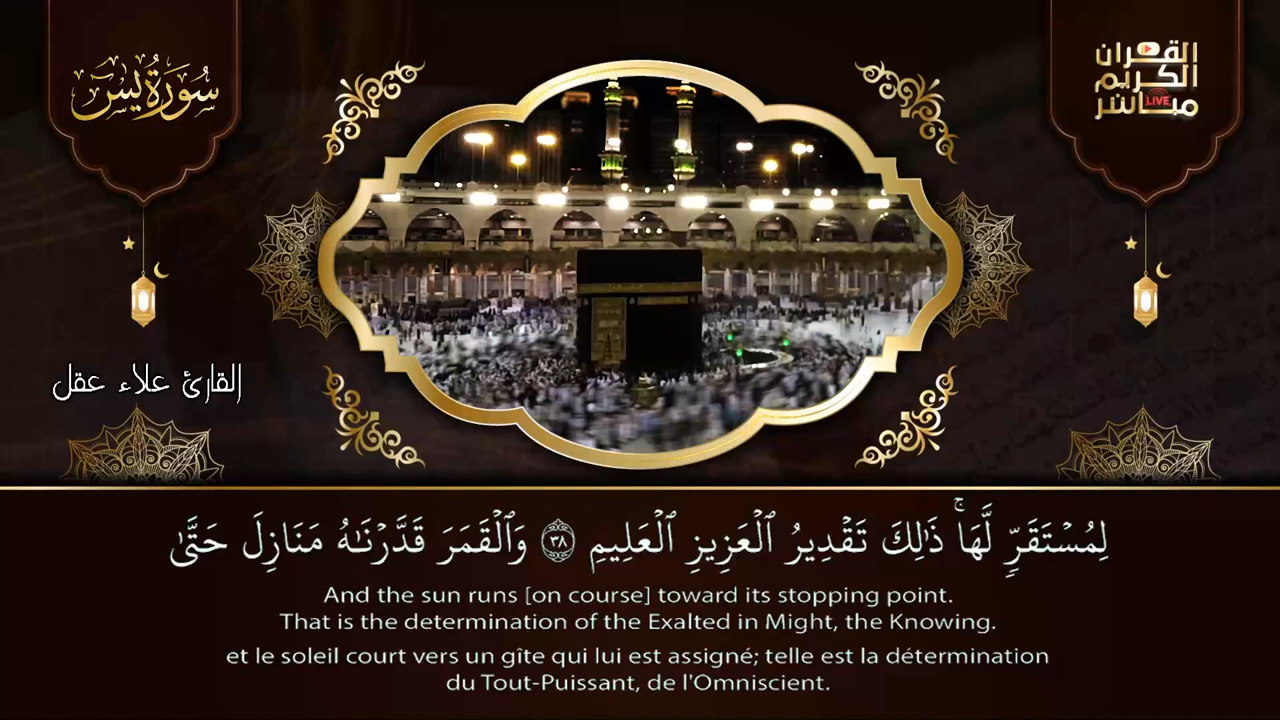 سُورَةُ يسٓ
القرآن
الكريم
مباشر
LIVE
القارئ علاء عقل
لِمُسْتَقَرٍّ لَّهَاۚ ذَٰلِكَ تَقْدِيرُ ٱلْعَزِيزِ ٱلْعَلِيمِ ٣٨ وَٱلْقَمَرَ قَدَّرْنَٰهُ مَنَازِلَ حَتَّىٰ
And the sun runs [on course] toward its stopping point.
That is the determination of the Exalted in Might, the Knowing.
et le soleil court vers un gîte qui lui est assigné; telle est la détermination
du Tout-Puissant, de l'Omniscient.